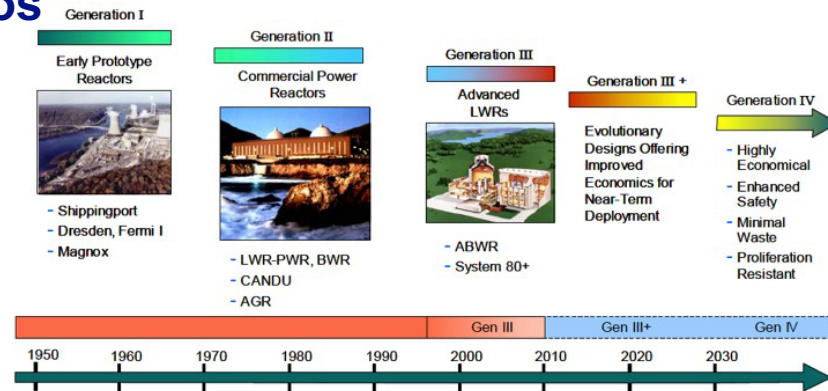 os
Generation I
Early Prototype
Reactors
- Shippingport
- Dresden, Fermi I
- Magnox
Generation II
Commercial Power
Reactors
- LWR-PWR, BWR
- CANDU
- AGR
Generation III
Advanced
LWRs
- ABWR
- System 80+
Generation III +
Evolutionary
Designs Offering
Improved
Economics for
Near-Term
Deployment
Generation IV
- Highly
Economical
- Enhanced
Safety
- Minimal
Waste
- Proliferation
Resistant
Gen III
Gen III+
Gen IV
1950
1960
1970
1980
1990
2000
2010
2020
2030